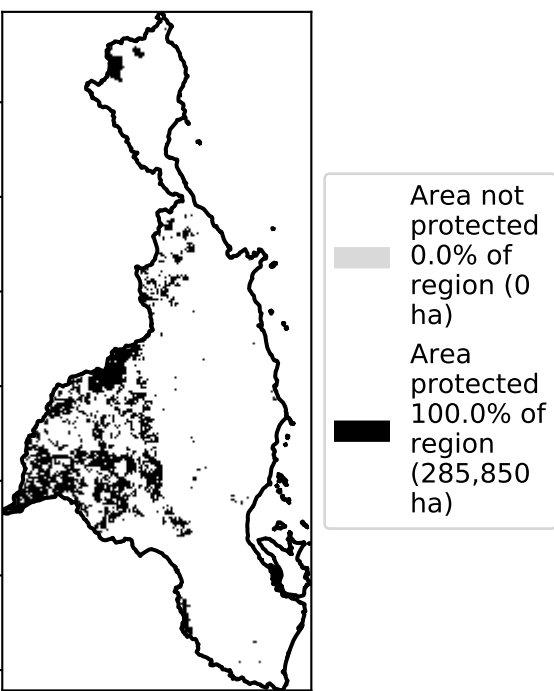 Area not
protected
0.0% of
region (0
ha)
Area
protected
100.0% of
region
(285,850
ha)